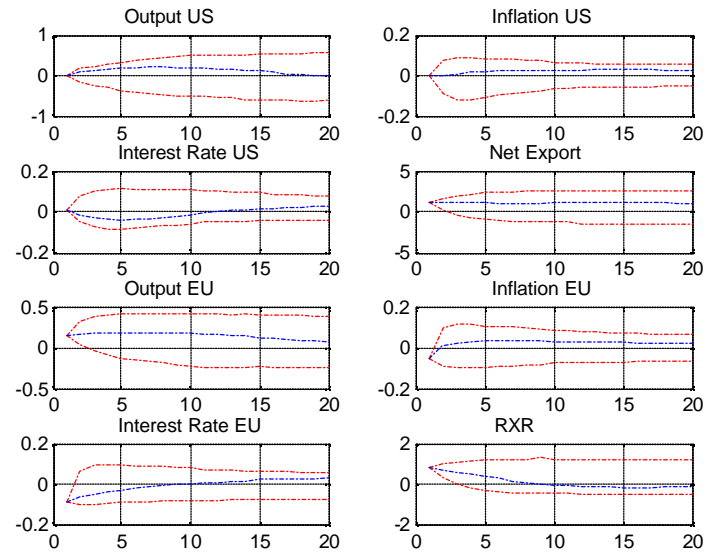 Output US
1
0
-1
0 5 10 15 20
Inflation US
0.2
0
-0.2
0 5 10 15 20
Interest Rate US
0.2
0
-0.2
0 5 10 15 20
Net Export
5
0
-5
0 5 10 15 20
Output EU
0.5
0
-0.5
0 5 10 15 20
Inflation EU
0.2
0
-0.2
0 5 10 15 20
Interest Rate EU
0.2
0
-0.2
0 5 10 15 20
RXR
2
0
-2
0 5 10 15 20